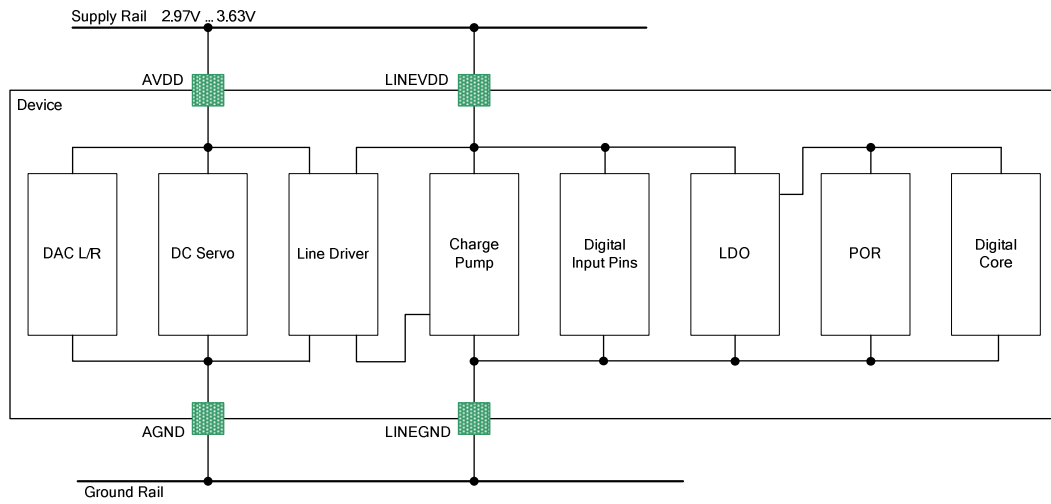 Supply Rail 2.97V ... 3.63V
AVDD
LINEVDD
Device
DAC L/R
DC Servo
Line Driver
Charge
Pump
Digital
Input Pins
LDO
POR
Digital
Core
AGND
LINEGND
Ground Rail